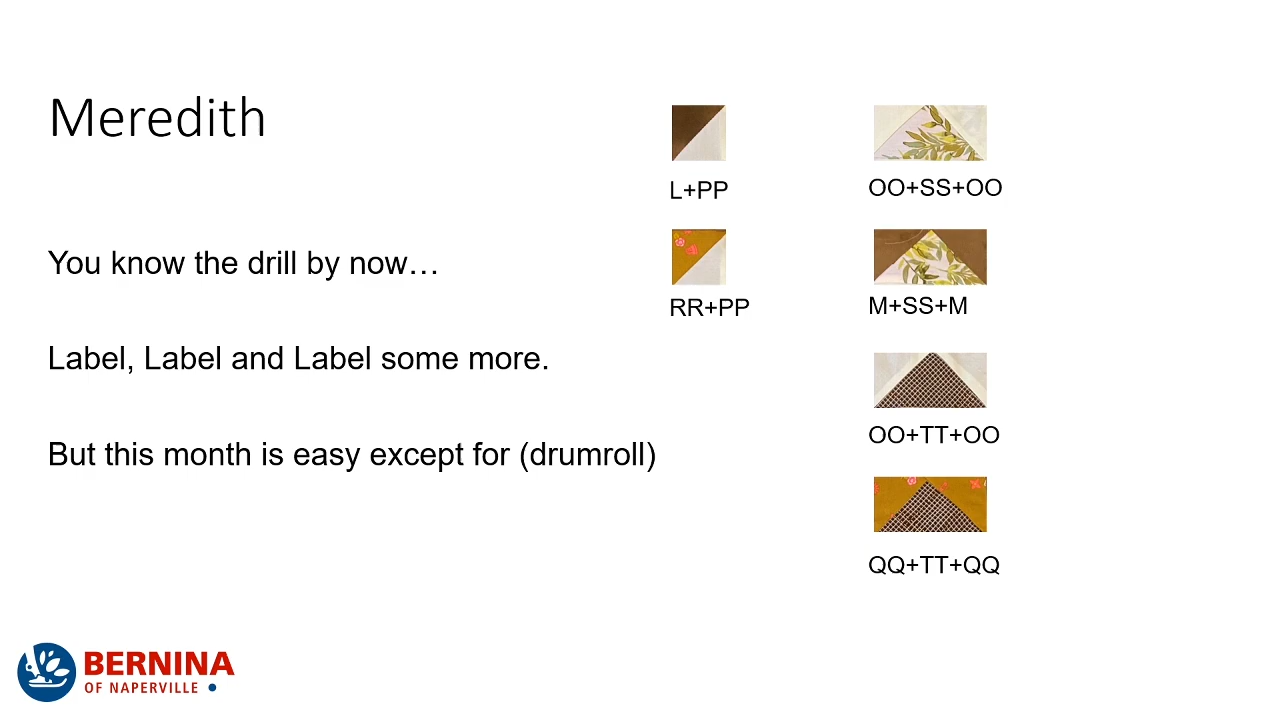 Meredith
You know the drill by now…
Label, Label and Label some more.
But this month is easy except for (drumroll)
L+PP
OO+SS+OO
RR+PP
M+SS+M
OO+TT+OO
QQ+TT+QQ
BERNINA
OF NAPERVILLE